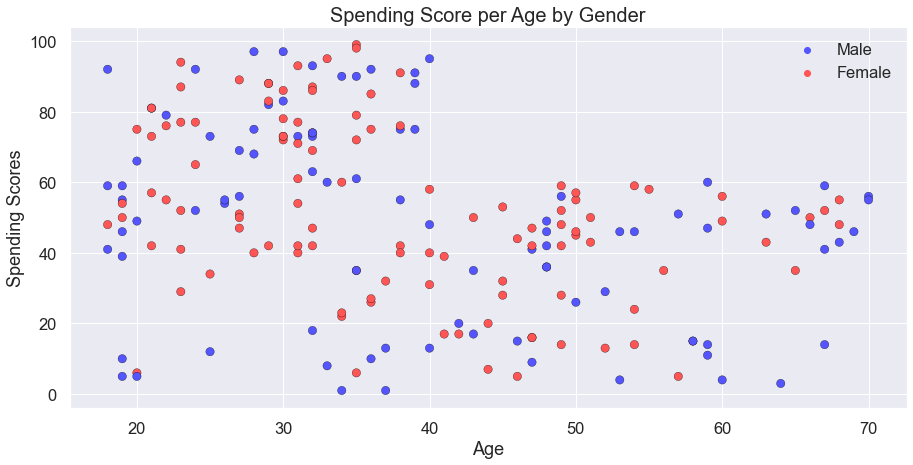 Spending Score per Age by Gender
100
80
60
40
20
0
Spending Scores
Male
Female
20 30 40 50 60 70
Age